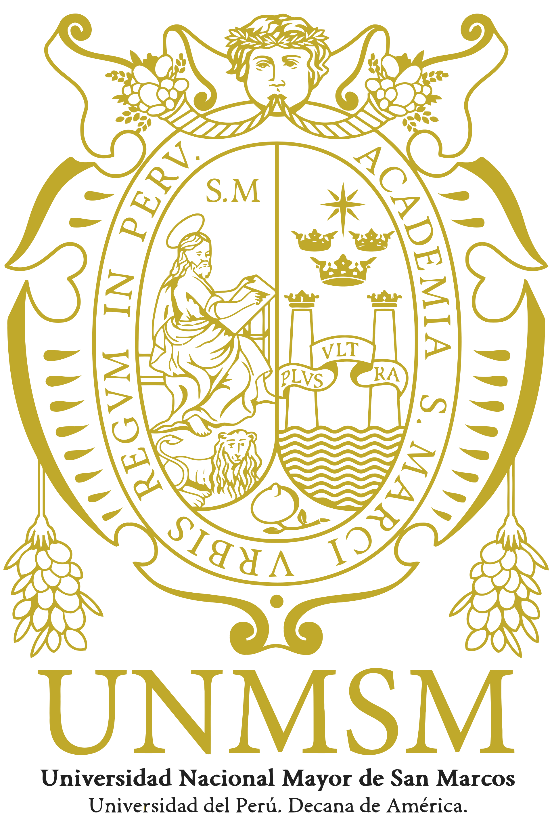 ACADEMIA S. MARCI VRBIS REGVM IN PERV.
S.M
PLVS VLT RA
UNMSM
Universidad Nacional Mayor de San Marcos
Universidad del Perú. Decana de América.